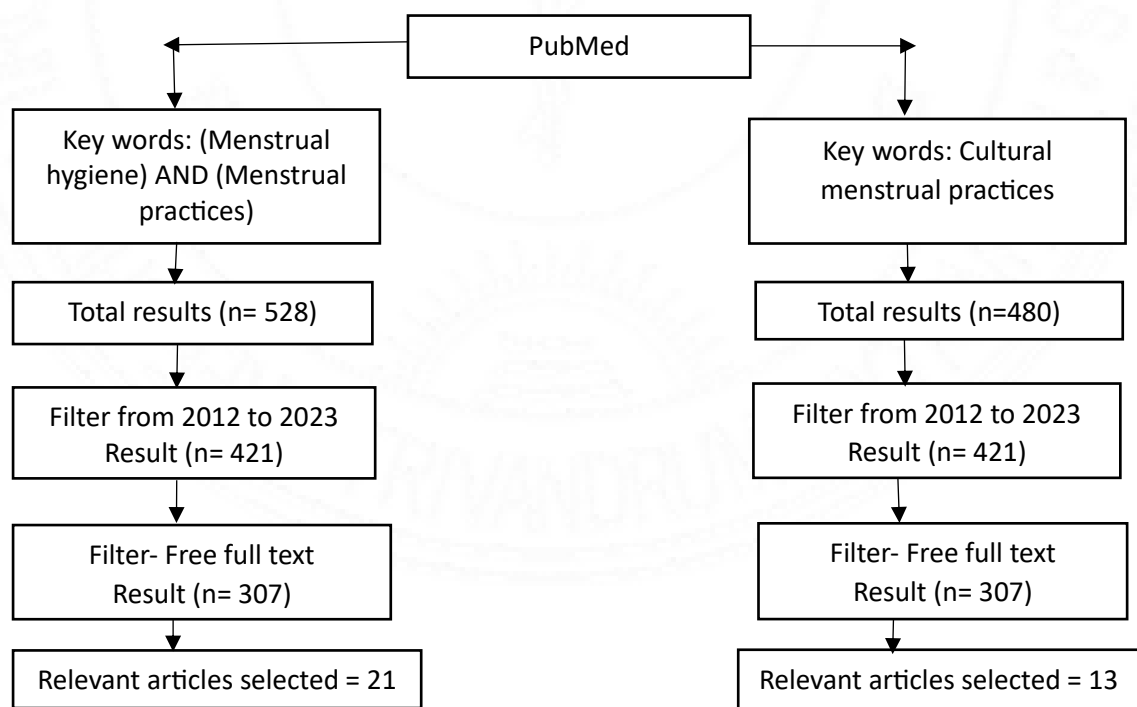 PubMed
Key words: (Menstrual
hygiene) AND (Menstrual
practices)
Total results (n= 528)
Filter from 2012 to 2023
Result (n= 421)
Filter- Free full text
Result (n= 307)
Relevant articles selected = 21
Key words: Cultural
menstrual practices
Total results (n=480)
Filter from 2012 to 2023
Result (n= 421)
Filter- Free full text
Result (n= 307)
Relevant articles selected = 13